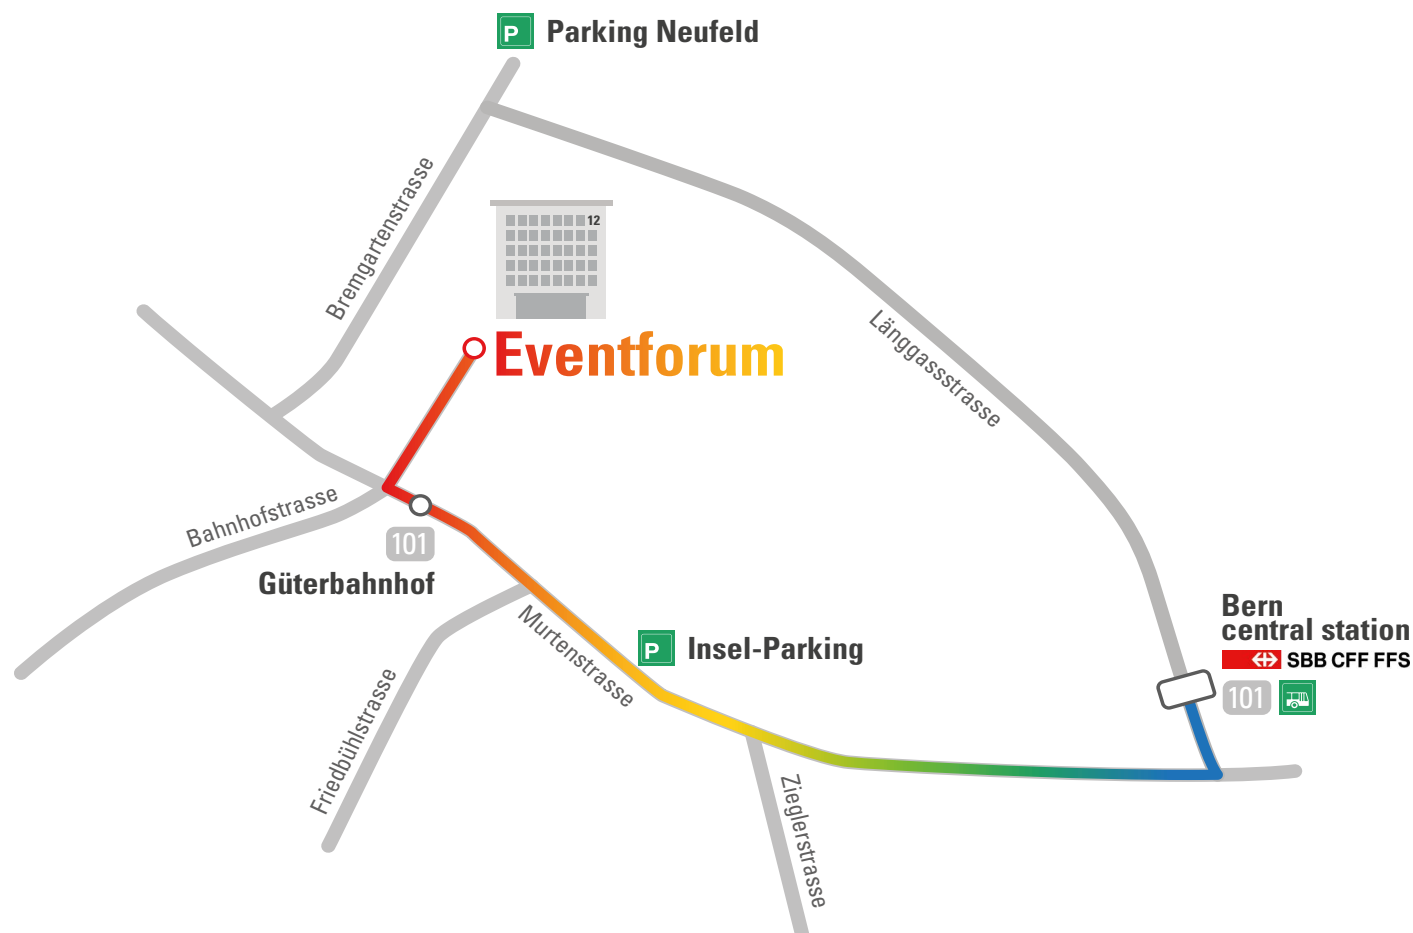 P Parking Neufeld
Bremgartenstrasse
12
Eventforum
Länggassstrasse
Bahnhofstrasse
101
Güterbahnhof
Murtenstrasse
P Insel-Parking
Bern
central station
SBB CFF FFS
101
Friedbühlstrasse
Zieglerstrasse